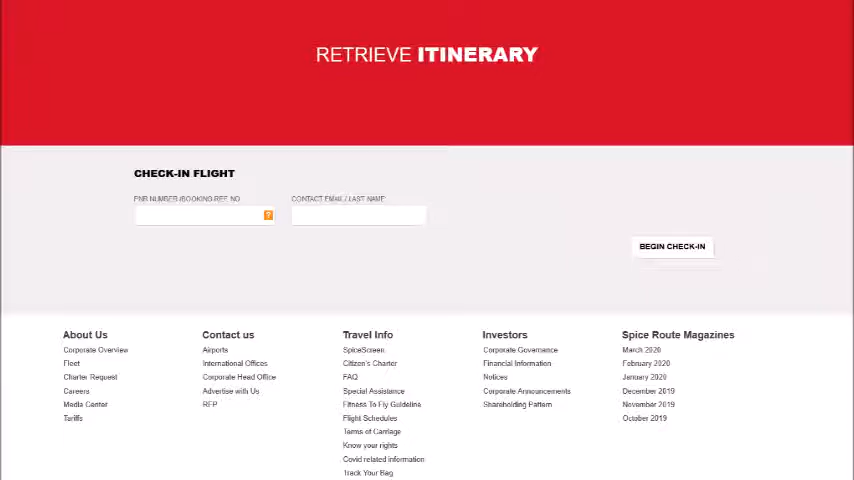 RETRIEVE ITINERARY
CHECK-IN FLIGHT
PNR NUMBER /BOOKING REF. NO
CONTACT EMAIL / LAST NAME
?
BEGIN CHECK-IN
About Us
Corporate Overview
Fleet
Charter Request
Careers
Media Center
Tariffs
Contact us
Airports
International Offices
Corporate Head Office
Advertise with Us
RFP
Travel Info
SpiceScreen
Citizen's Charter
FAQ
Special Assistance
Fitness To Fly Guideline
Flight Schedules
Terms of Carriage
Know your rights
Covid related information
Track Your Bag
Investors
Corporate Governance
Financial Information
Notices
Corporate Announcements
Shareholding Pattern
Spice Route Magazines
March 2020
February 2020
January 2020
December 2019
November 2019
October 2019